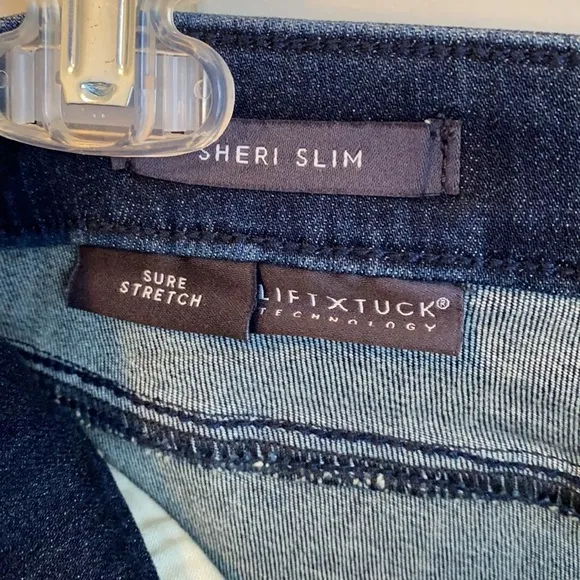 SHERI SLIM
SURE
STRETCH
LIFTXTUCK®
TECHNOLOGY